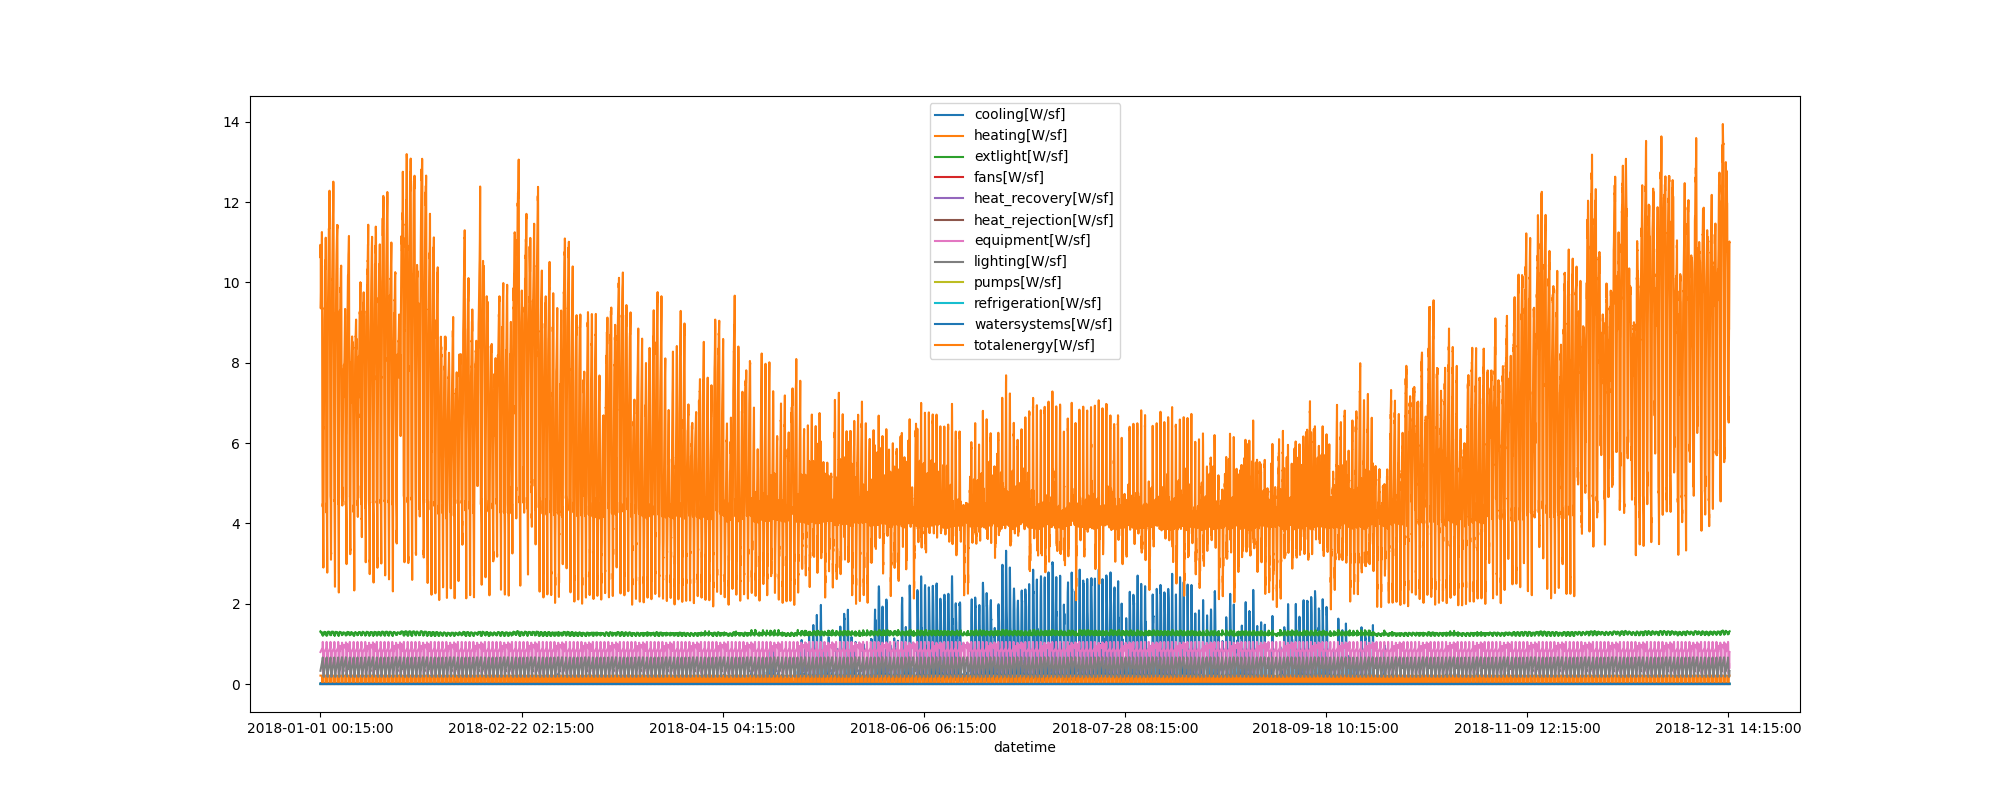 cooling[W/sf]
heating[W/sf]
extlight[W/sf]
fans[W/sf]
heat_recovery[W/sf]
heat_rejection[W/sf]
equipment[W/sf]
lighting[W/sf]
pumps[W/sf]
refrigeration[W/sf]
watersystems[W/sf]
totalenergy[W/sf]
14
12
10
8
6
4
2
0
2018-01-01 00:15:00 2018-02-22 02:15:00 2018-04-15 04:15:00 2018-06-06 06:15:00 2018-07-28 08:15:00 2018-09-18 10:15:00 2018-11-09 12:15:00 2018-12-31 14:15:00
datetime